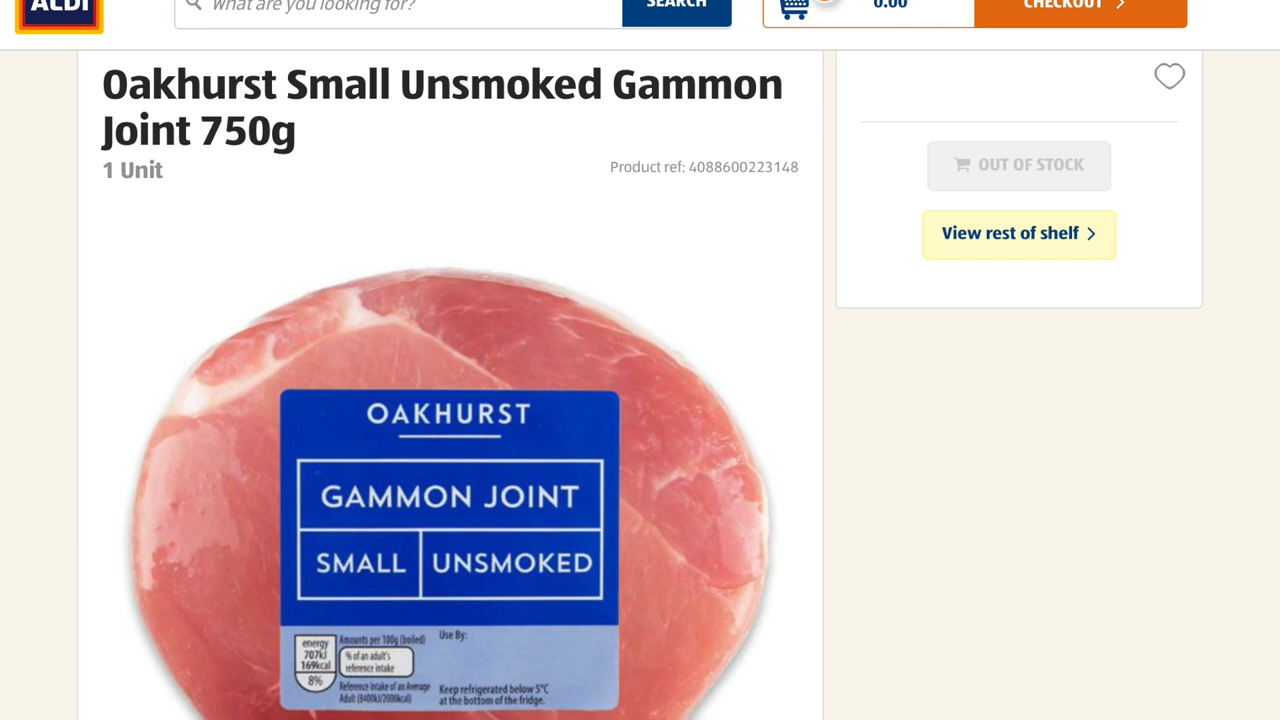 ALDI
What are you looking for?
SEARCH
0.00
CHECKOUT
Oakhurst Small Unsmoked Gammon
Joint 750g
1 Unit
Product ref: 4088600223148
OUT OF STOCK
View rest of shelf
OAKHURST
GAMMON JOINT
SMALL
UNSMOKED
energy
707kJ
169kcal
8%
Amounts per 100g (boiled)
% of an adult's
reference intake
Reference Intake of an Average
Adult (8400kJ/2000kcal)
Use By:
Keep refrigerated below 5°C
at the bottom of the fridge.